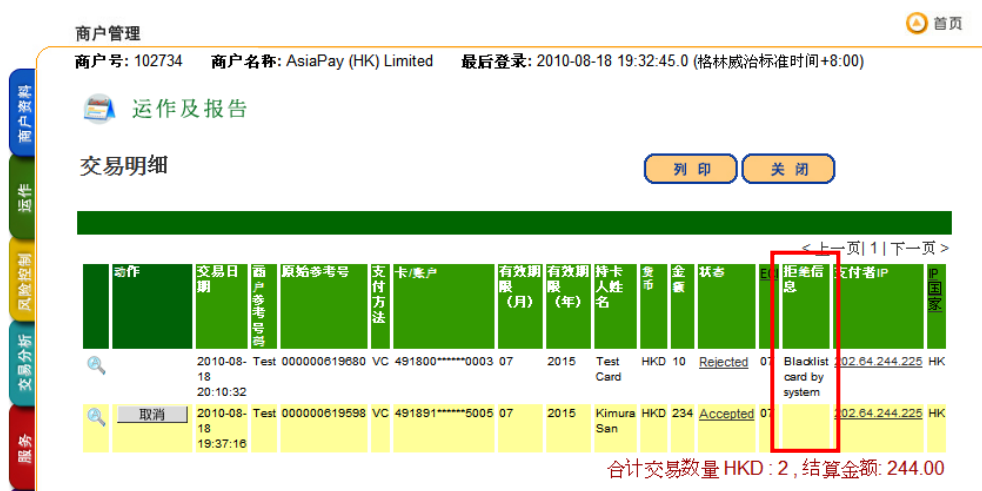 首页
商户管理
商户号: 102734 商户名称: AsiaPay (HK) Limited 最后登录: 2010-08-18 19:32:45.0 (格林威治标准时间+8:00)
商户资料
运作
风险控制
交易分析
服务
运作及报告
交易明细
列 印
关 闭
< 上一页| 1 | 下一页 >
动作 交易日期 商户参考号码 原始参考号 支付方法 卡/账户 有效期限（月） 有效期限（年） 持卡人姓名 货币 金额 状态 ECI 拒绝信息 支付者IP IP国家
2010-08-18 20:10:32 Test 000000619680 VC 491800******0003 07 2015 Test Card HKD 10 Rejected 07 Blacklist card by system 202.64.244.225 HK
取消 2010-08-18 19:37:16 Test 000000619598 VC 491891******5005 07 2015 Kimura San HKD 234 Accepted 07 202.64.244.225 HK
合计交易数量 HKD : 2 , 结算金额: 244.00